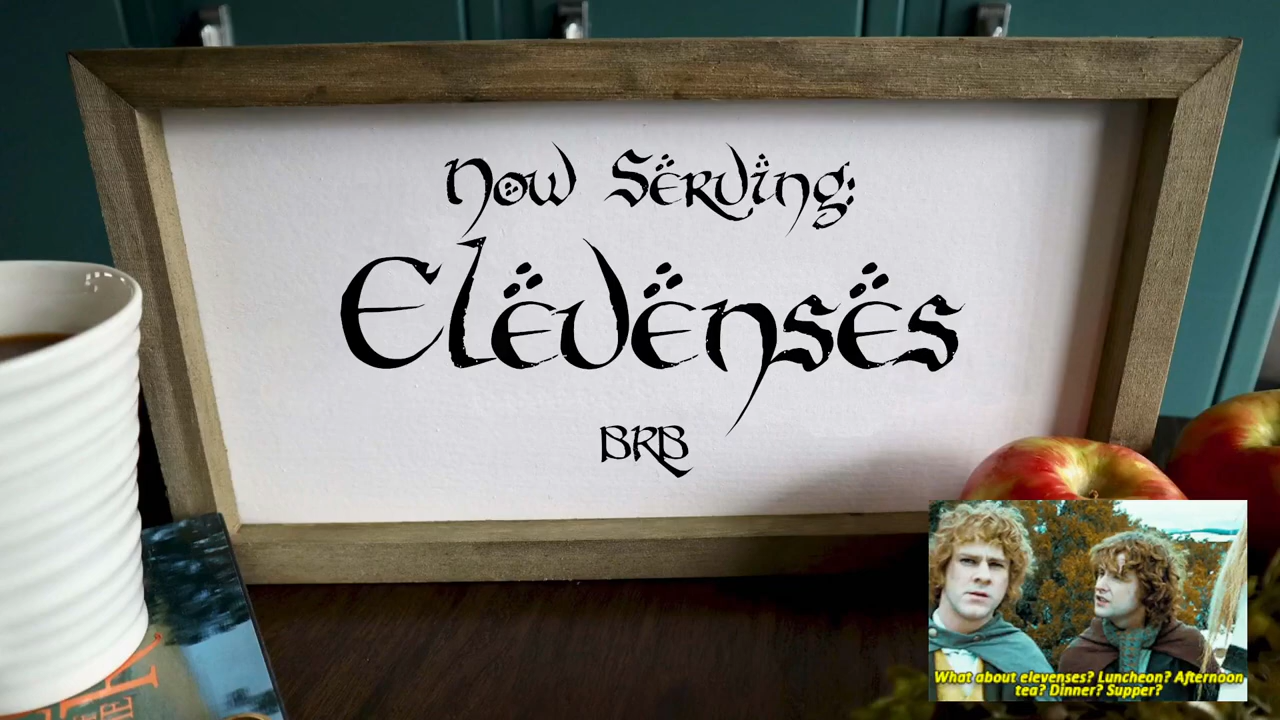 Now Serving:
Elevenses
BRB
What about elevenses? Luncheon? Afternoon
tea? Dinner? Supper?